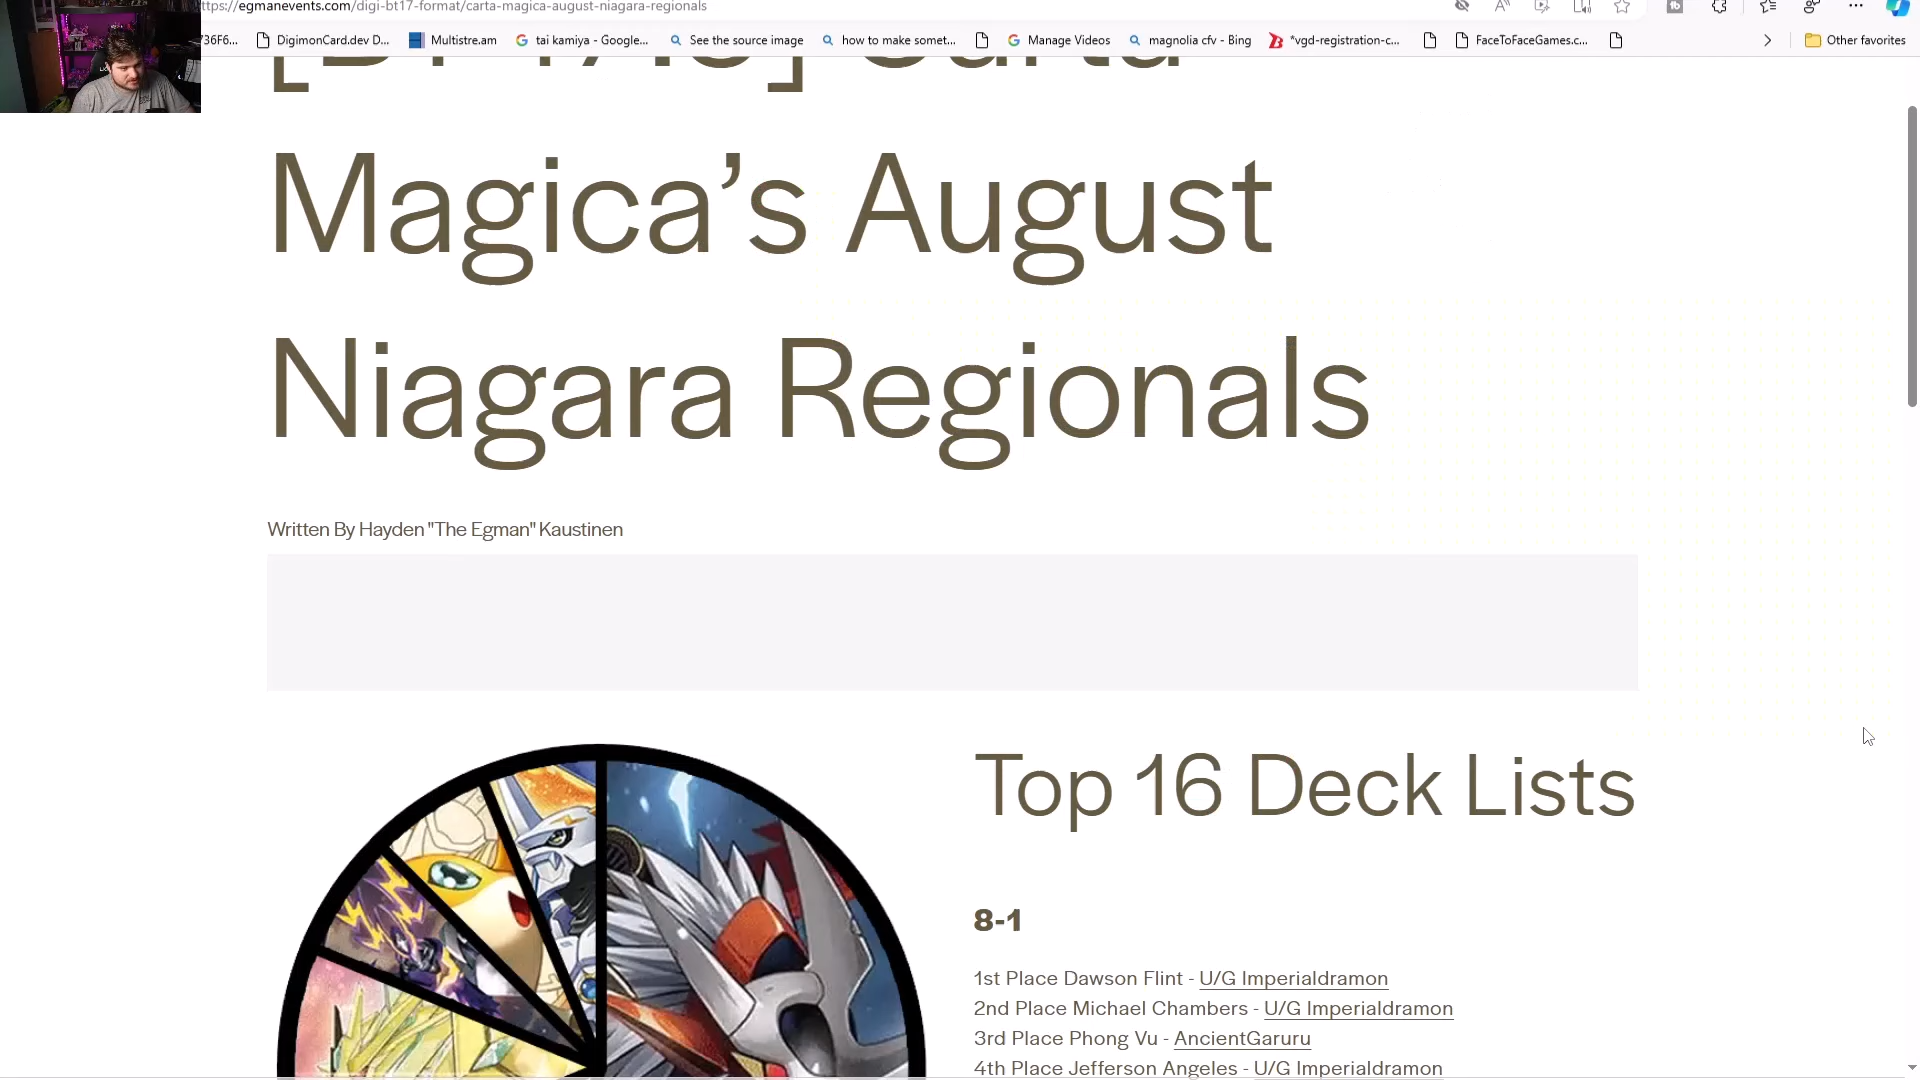 ttps://egmanevents.com/digi-bt17-format/carta-magica-august-niagara-regionals
736F6... DigimonCard.dev D... Multistre.am tai kamiya - Google... See the source image how to make somet... Manage Videos magnolia cfv - Bing *vgd-registration-c... FaceToFaceGames.c... Other favorites
Carta
Magica’s August
Niagara Regionals
Written By Hayden "The Egman" Kaustinen
Top 16 Deck Lists
8-1
1st Place Dawson Flint - U/G Imperialdramon
2nd Place Michael Chambers - U/G Imperialdramon
3rd Place Phong Vu - AncientGaruru
4th Place Jefferson Angeles - U/G Imperialdramon